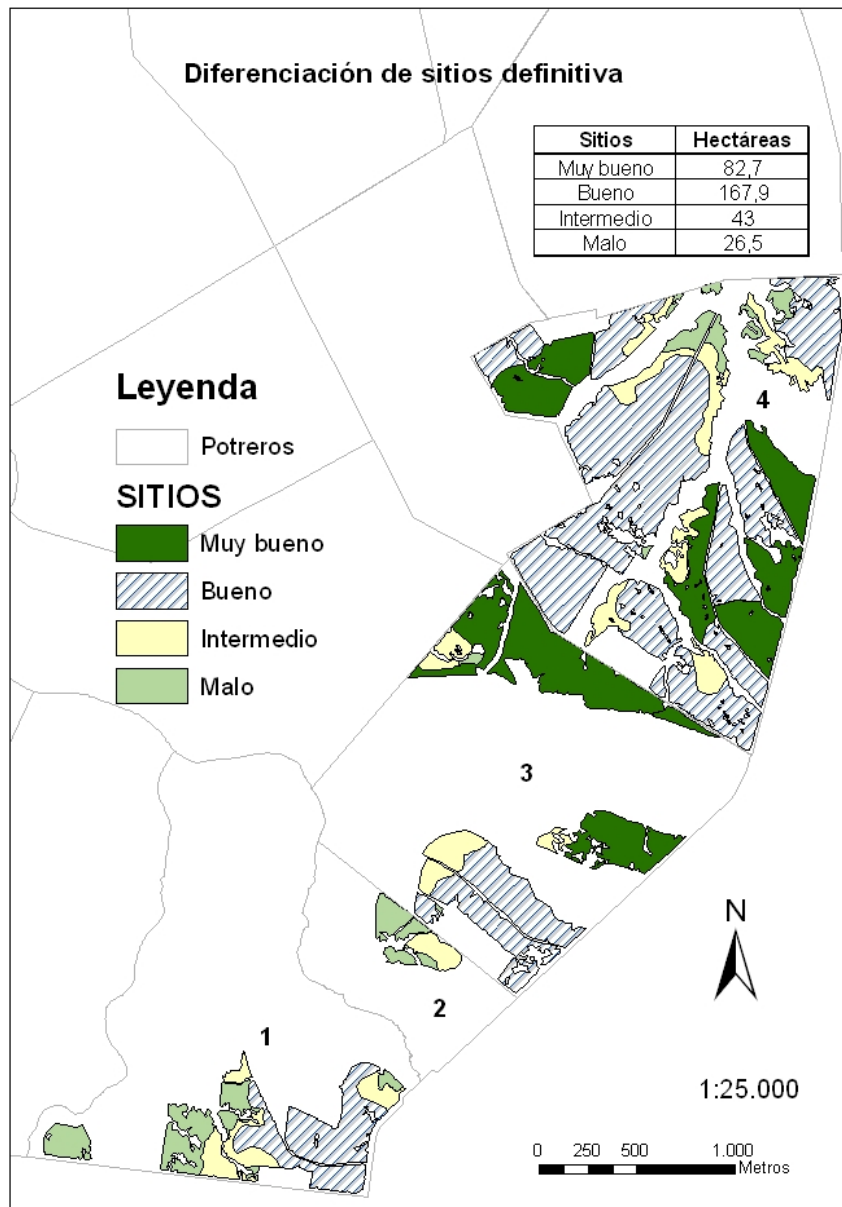 Diferenciación de sitios definitiva
Sitios Hectáreas
Muy bueno 82,7
Bueno 167,9
Intermedio 43
Malo 26,5
Leyenda
Potreros
SITIOS
Muy bueno
Bueno
Intermedio
Malo
4
3
2
1
N
1:25.000
0 250 500 1.000
Metros